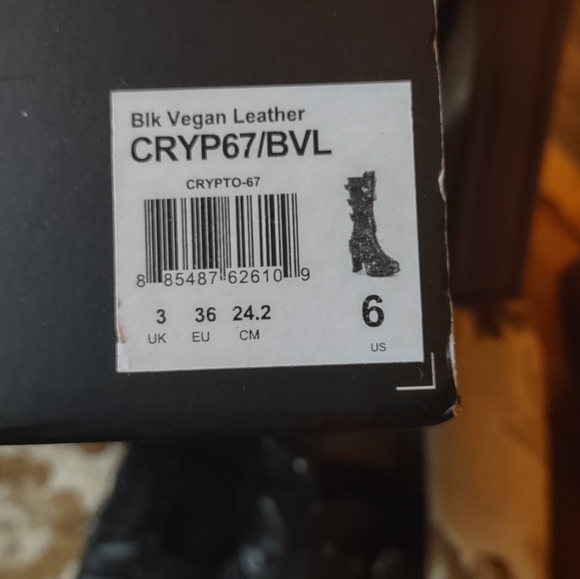 Blk Vegan Leather
CRYP67/BVL
CRYPTO-67
8 85487 62610 9
3 36 24.2 6
UK EU CM US